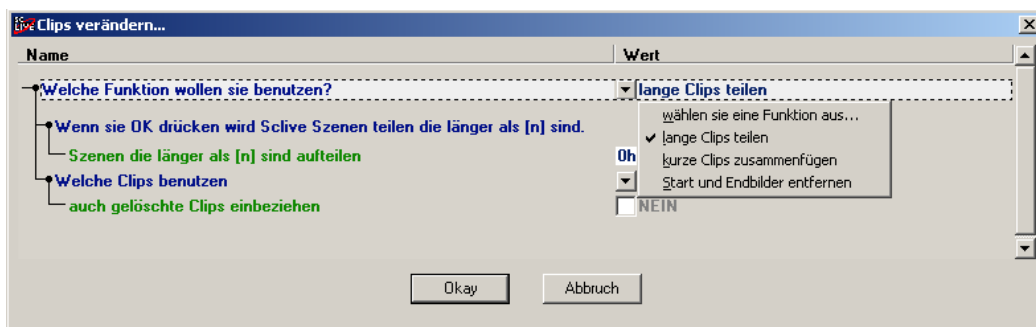 SC Live Clips verändern...
Name Wert
Welche Funktion wollen sie benutzen? lange Clips teilen
wählen sie eine Funktion aus...
Wenn sie OK drücken wird Sclive Szenen teilen die länger als [n] sind.
lange Clips teilen
Szenen die länger als [n] sind aufteilen 0h
kurze Clips zusammenfügen
Welche Clips benutzen
Start und Endbilder entfernen
auch gelöschte Clips einbeziehen NEIN
Okay Abbruch